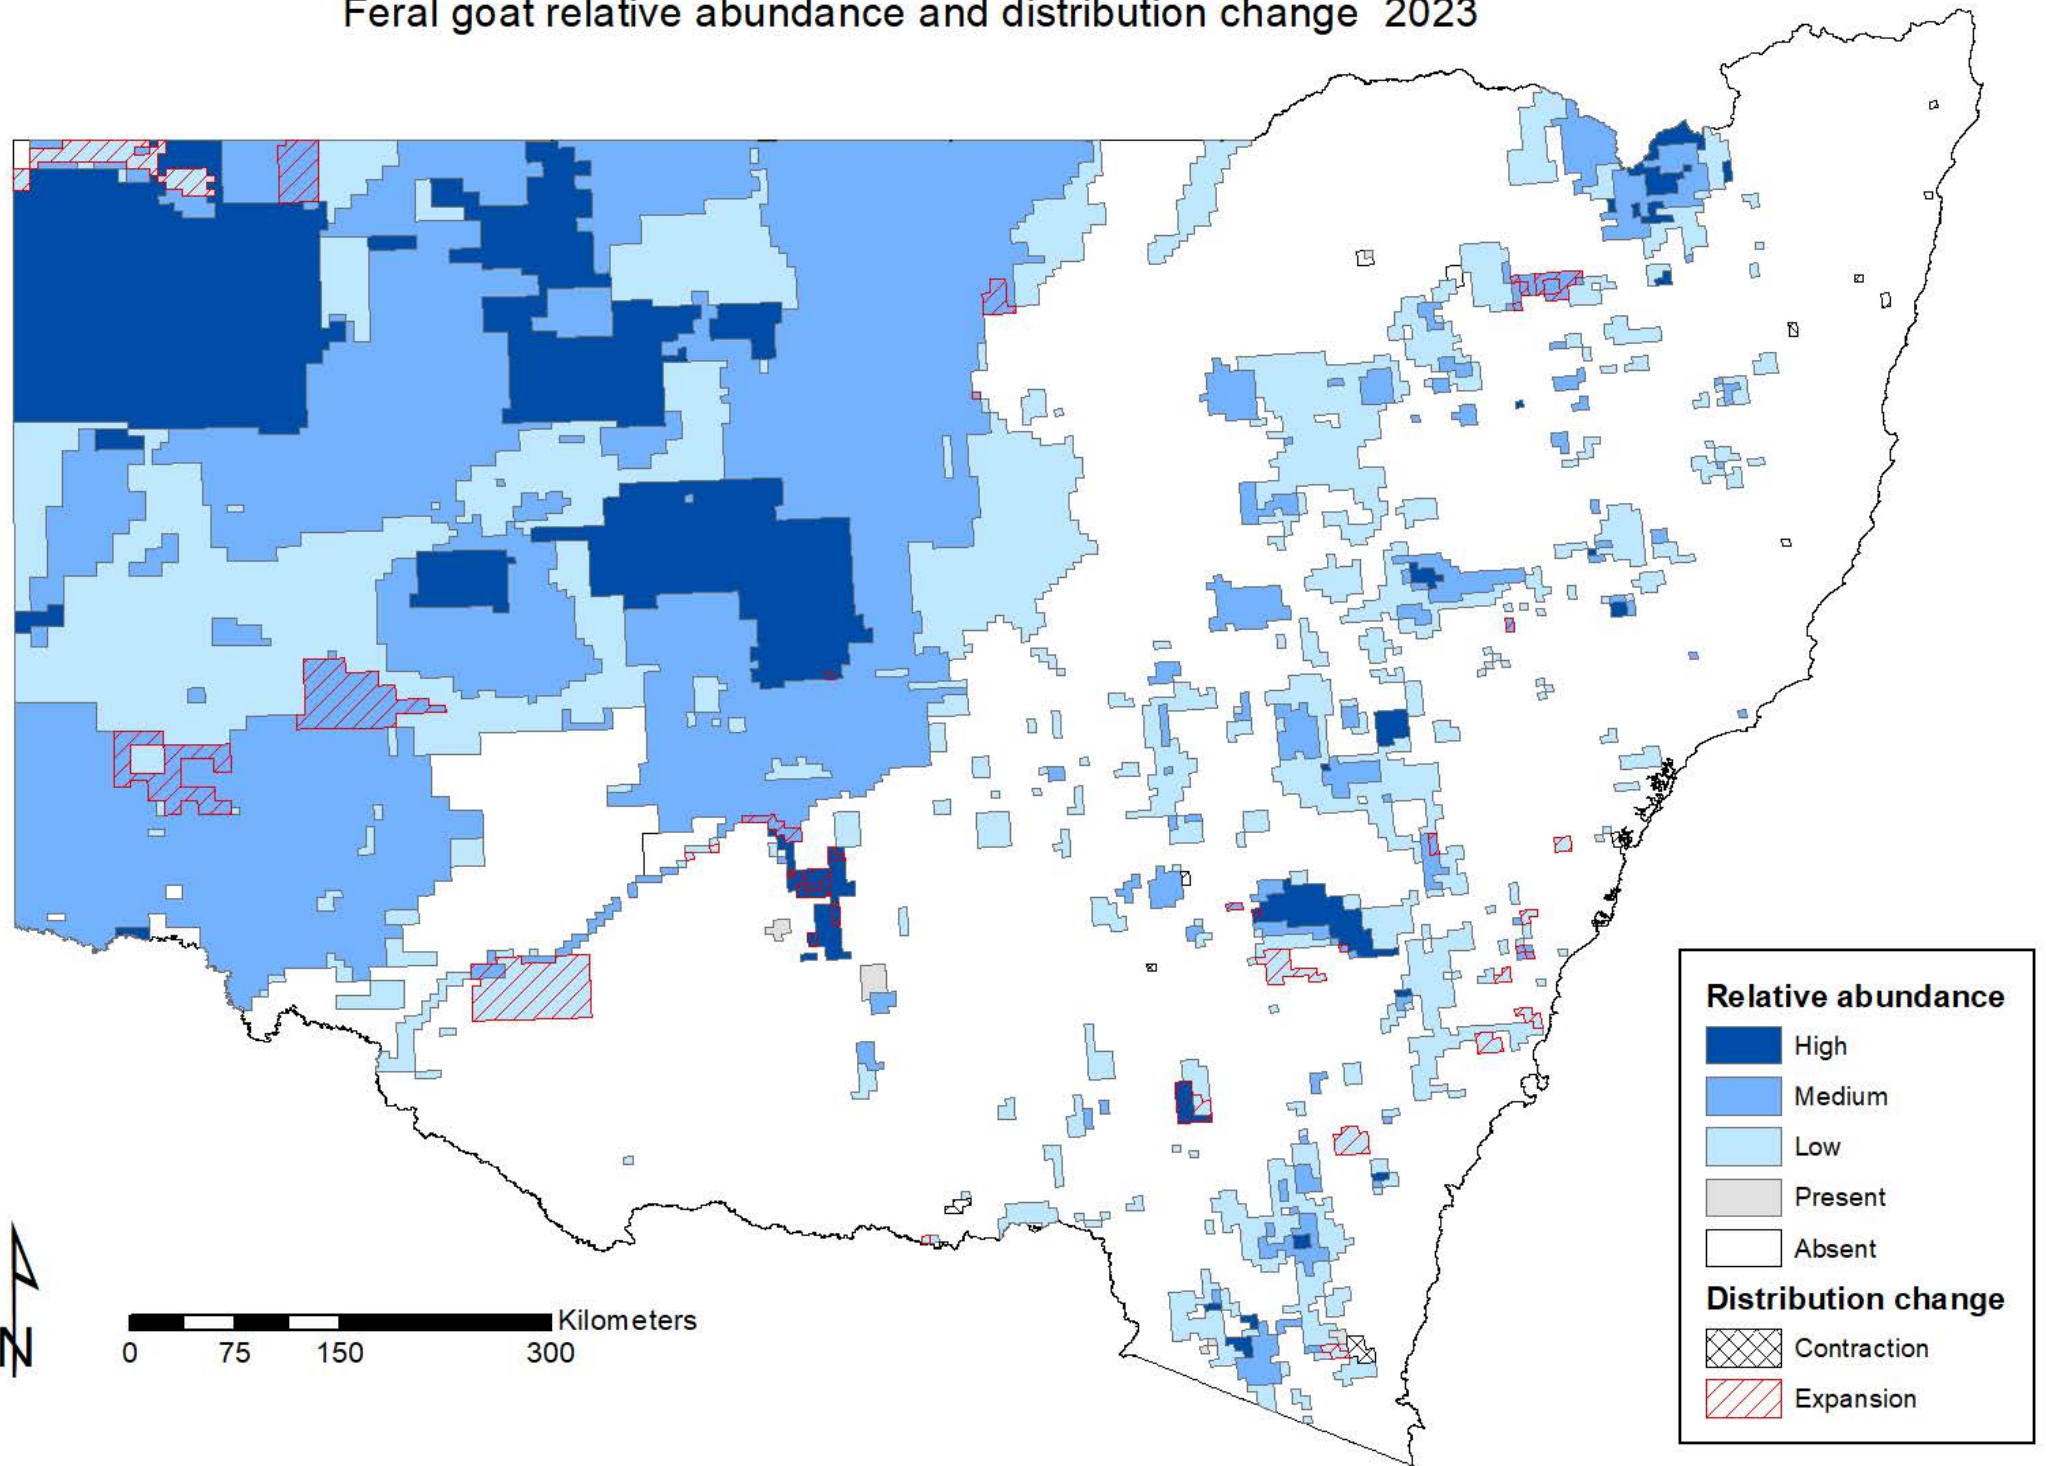 Feral goat relative abundance and distribution change 2023
Relative abundance
High
Medium
Low
Present
Absent
Distribution change
Contraction
Expansion
Kilometers
0 75 150 300
N